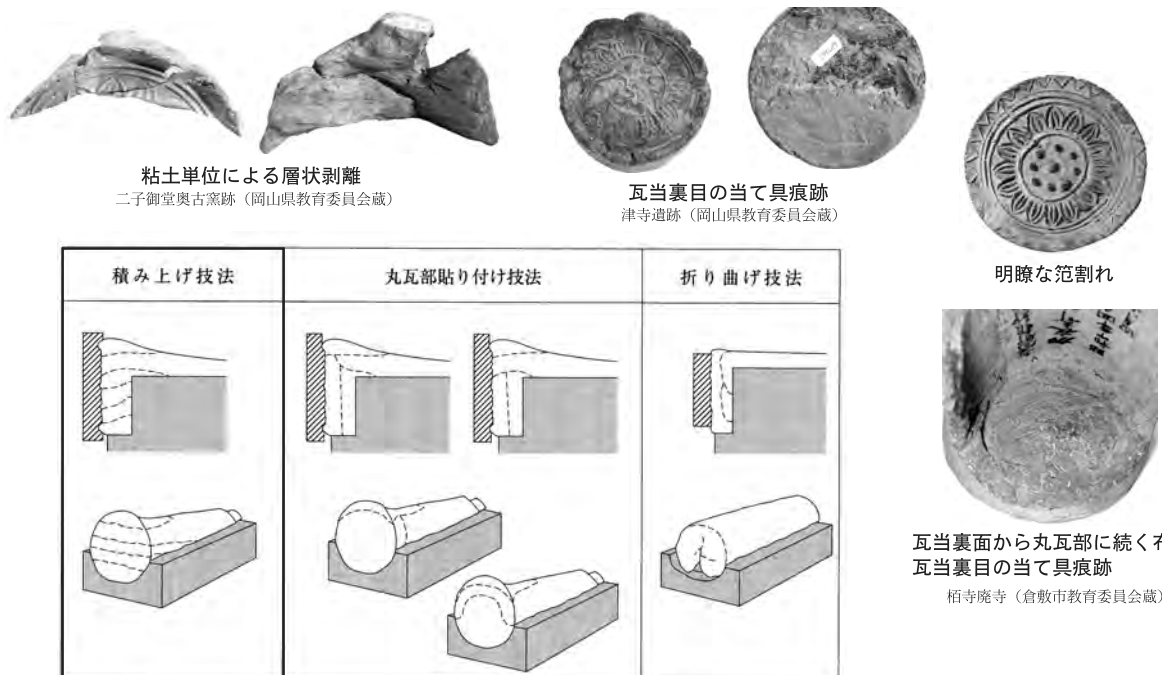 粘土単位による層状剥離
二子御堂奥古窯跡（岡山県教育委員会蔵）
瓦当裏目の当て具痕跡
津寺遺跡（岡山県教育委員会蔵）
明瞭な笵割れ
積み上げ技法
丸瓦部貼り付け技法
折り曲げ技法
瓦当裏面から丸瓦部に続く布
瓦当裏目の当て具痕跡
栢寺廃寺（倉敷市教育委員会蔵）